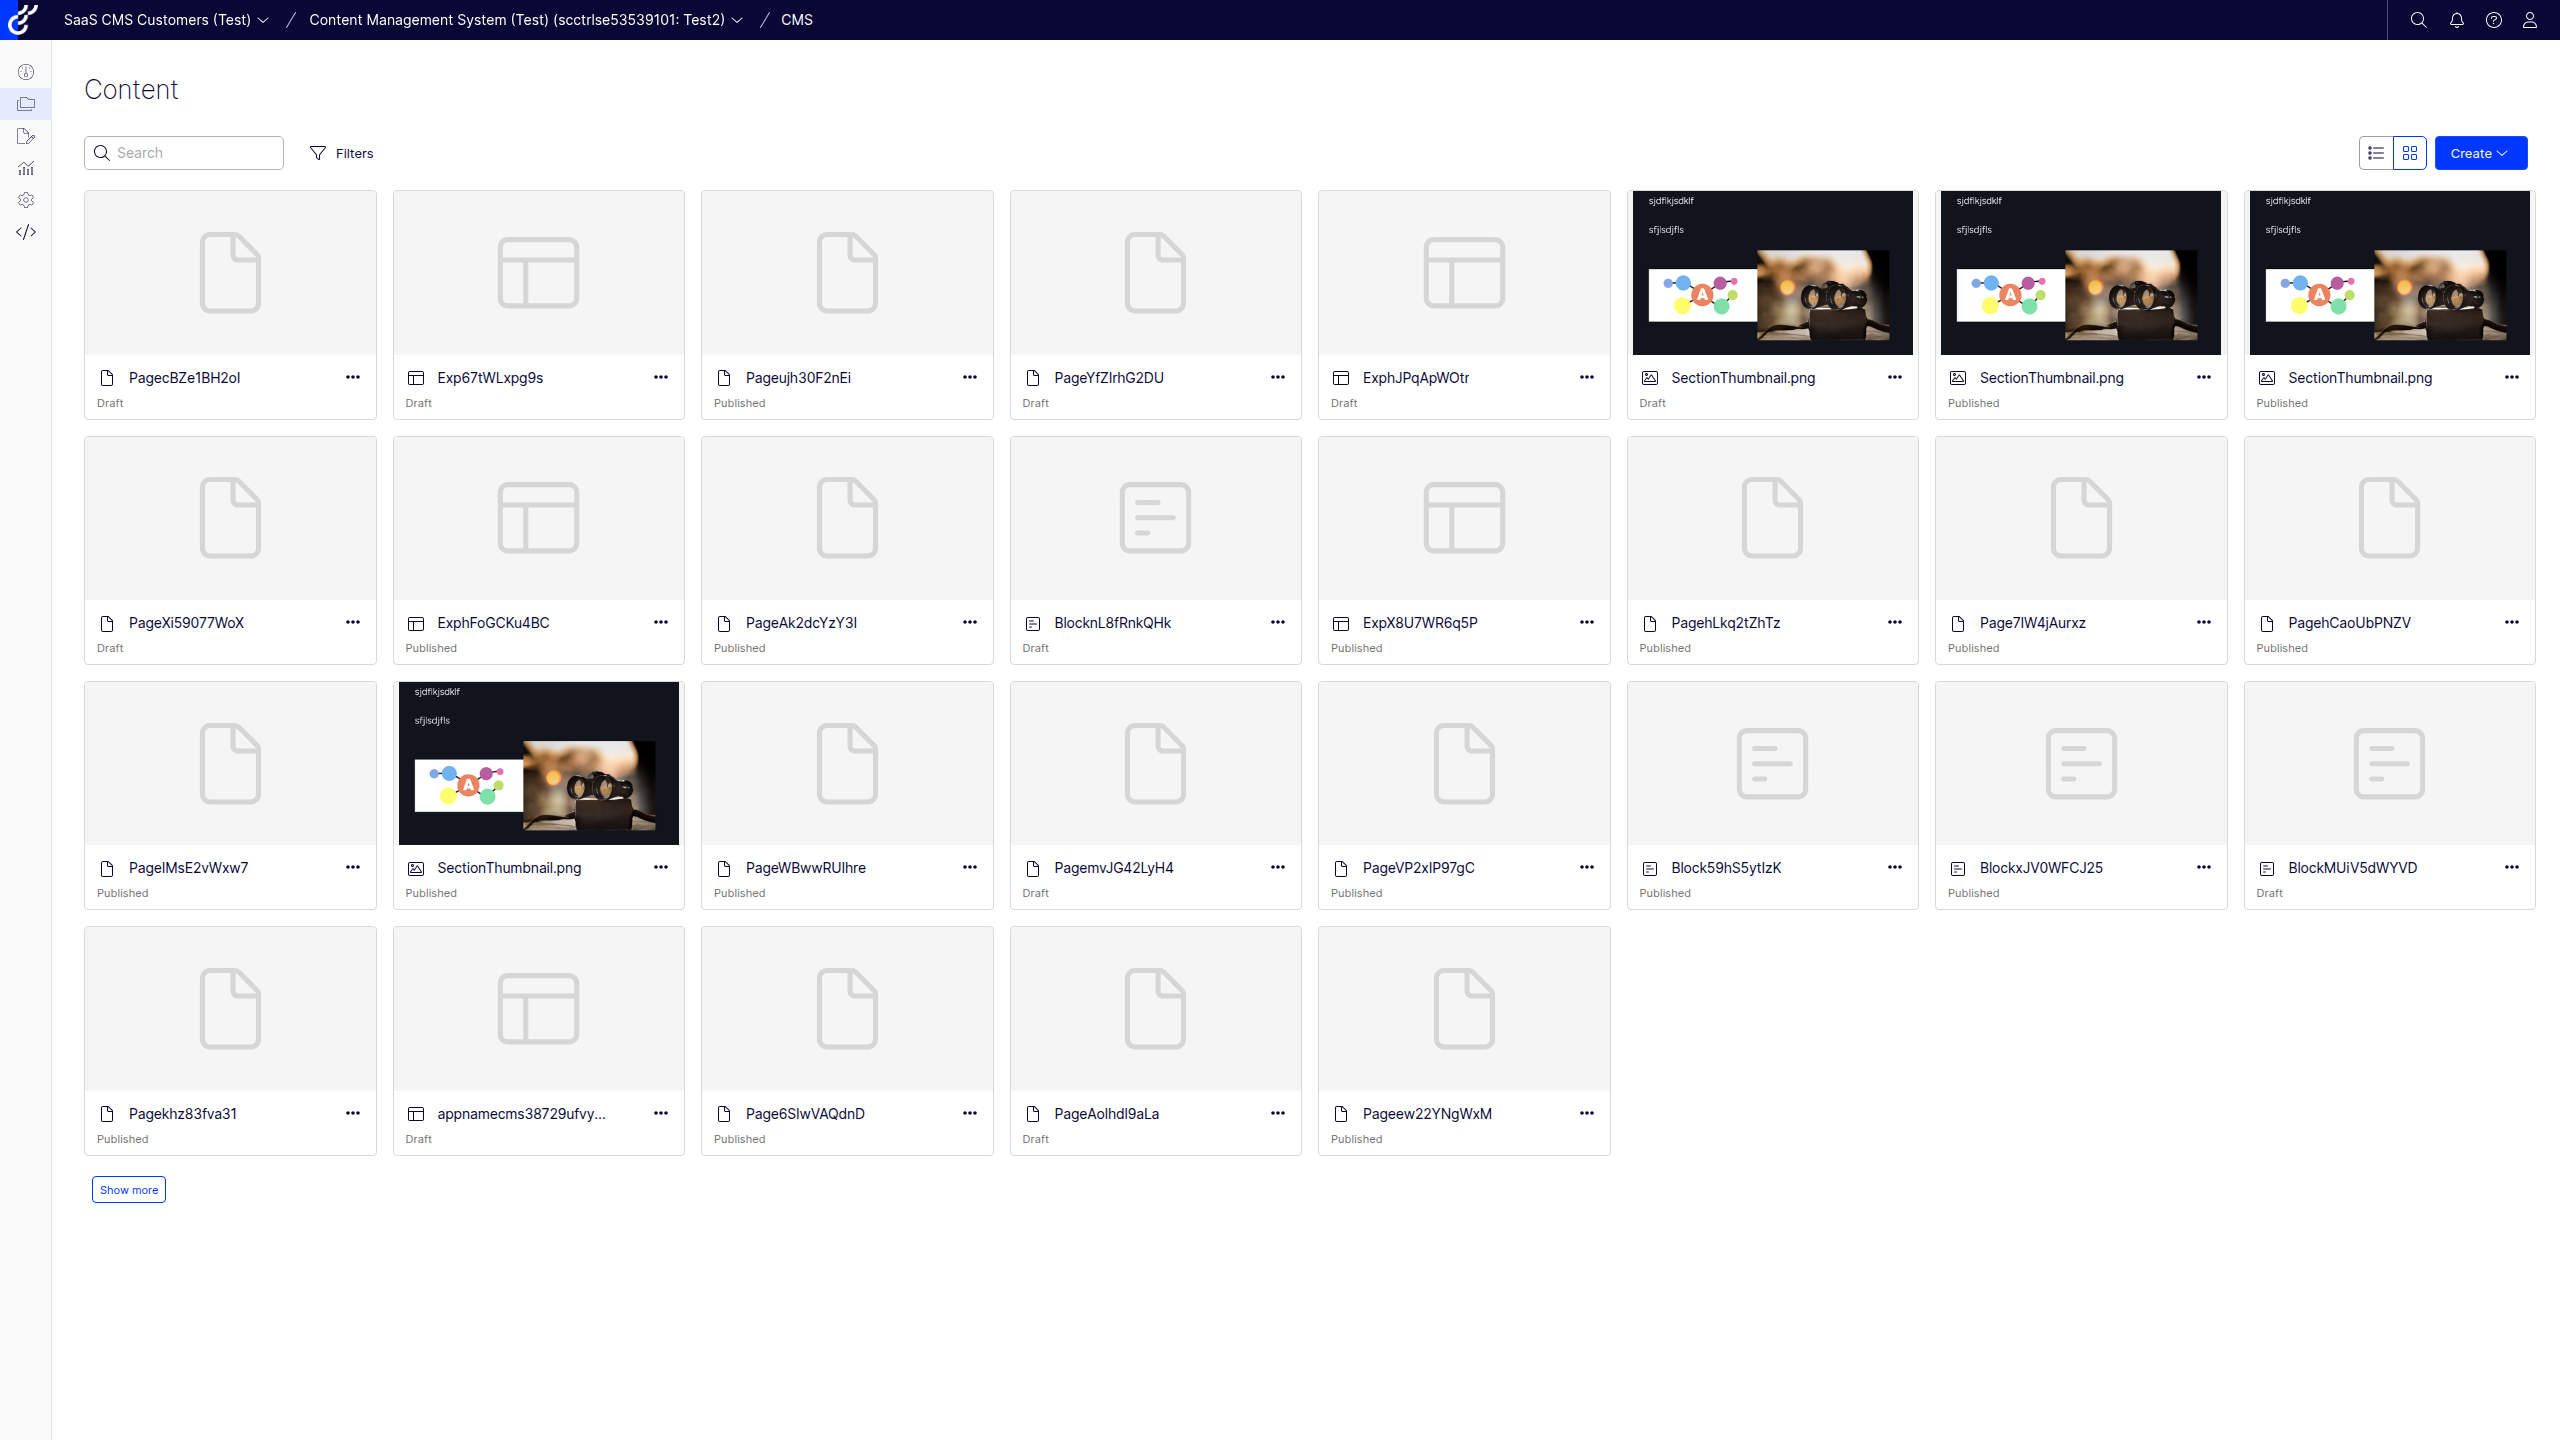 SaaS CMS Customers (Test) / Content Management System (Test) (scctrlse53539101: Test2) / CMS
Content
Search Filters Create
sjdflkjsdklf sjdflkjsdklf sjdflkjsdklf
sfjlsdjfls sfjlsdjfls sfjlsdjfls
A A A
PagecBZe1BH2ol Exp67tWLxpg9s Pageujh30F2nEi PageYfZIrhG2DU ExphJPqApWOtr SectionThumbnail.png SectionThumbnail.png SectionThumbnail.png
Draft Draft Published Draft Draft Draft Published Published
PageXi59077WoX ExphFoGCKu4BC PageAk2dcYzY3I BlocknL8fRnkQHk ExpX8U7WR6q5P PagehLkq2tZhTz Page7IW4jAurxz PagehCaoUbPNZV
Draft Published Published Draft Published Published Published Published
sjdflkjsdklf
sfjlsdjfls
A
PageIMsE2vWxw7 SectionThumbnail.png PageWBwwRUlhre PagemvJG42LyH4 PageVP2xIP97gC Block59hS5ytIzK BlockxJV0WFCJ25 BlockMUiV5dWYVD
Published Published Published Draft Published Published Published Draft
Pagekhz83fva31 appnamecms38729ufvy... Page6SlwVAQdnD PageAolhdl9aLa Pageew22YNgWxM
Published Draft Published Draft Published
Show more